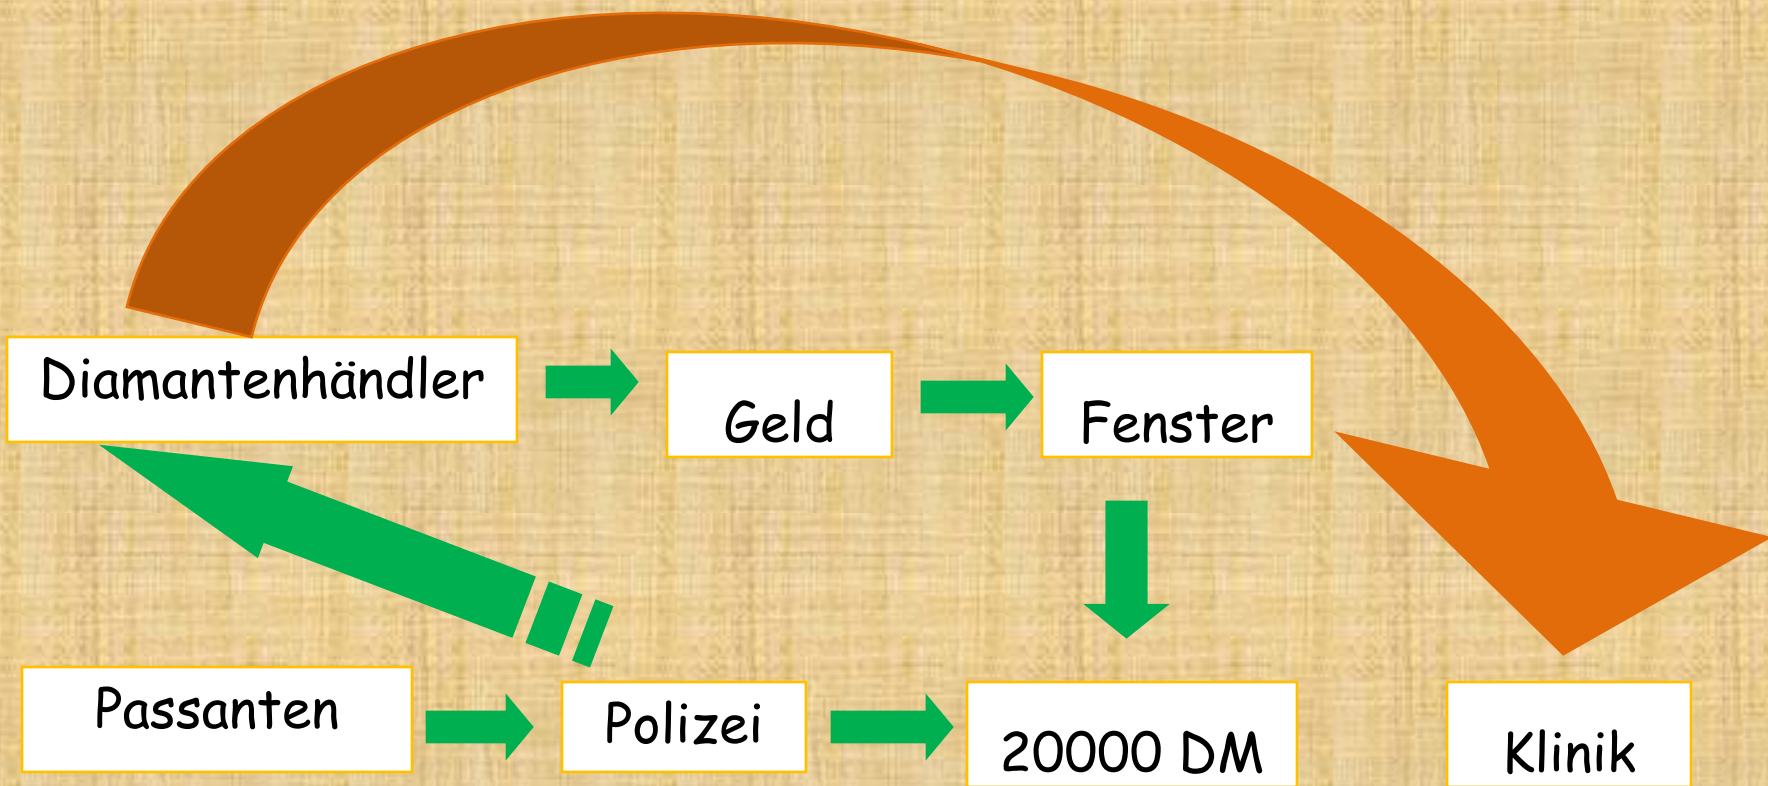 Diamantenhändler
Geld
Fenster
Passanten
Polizei
20000 DM
Klinik